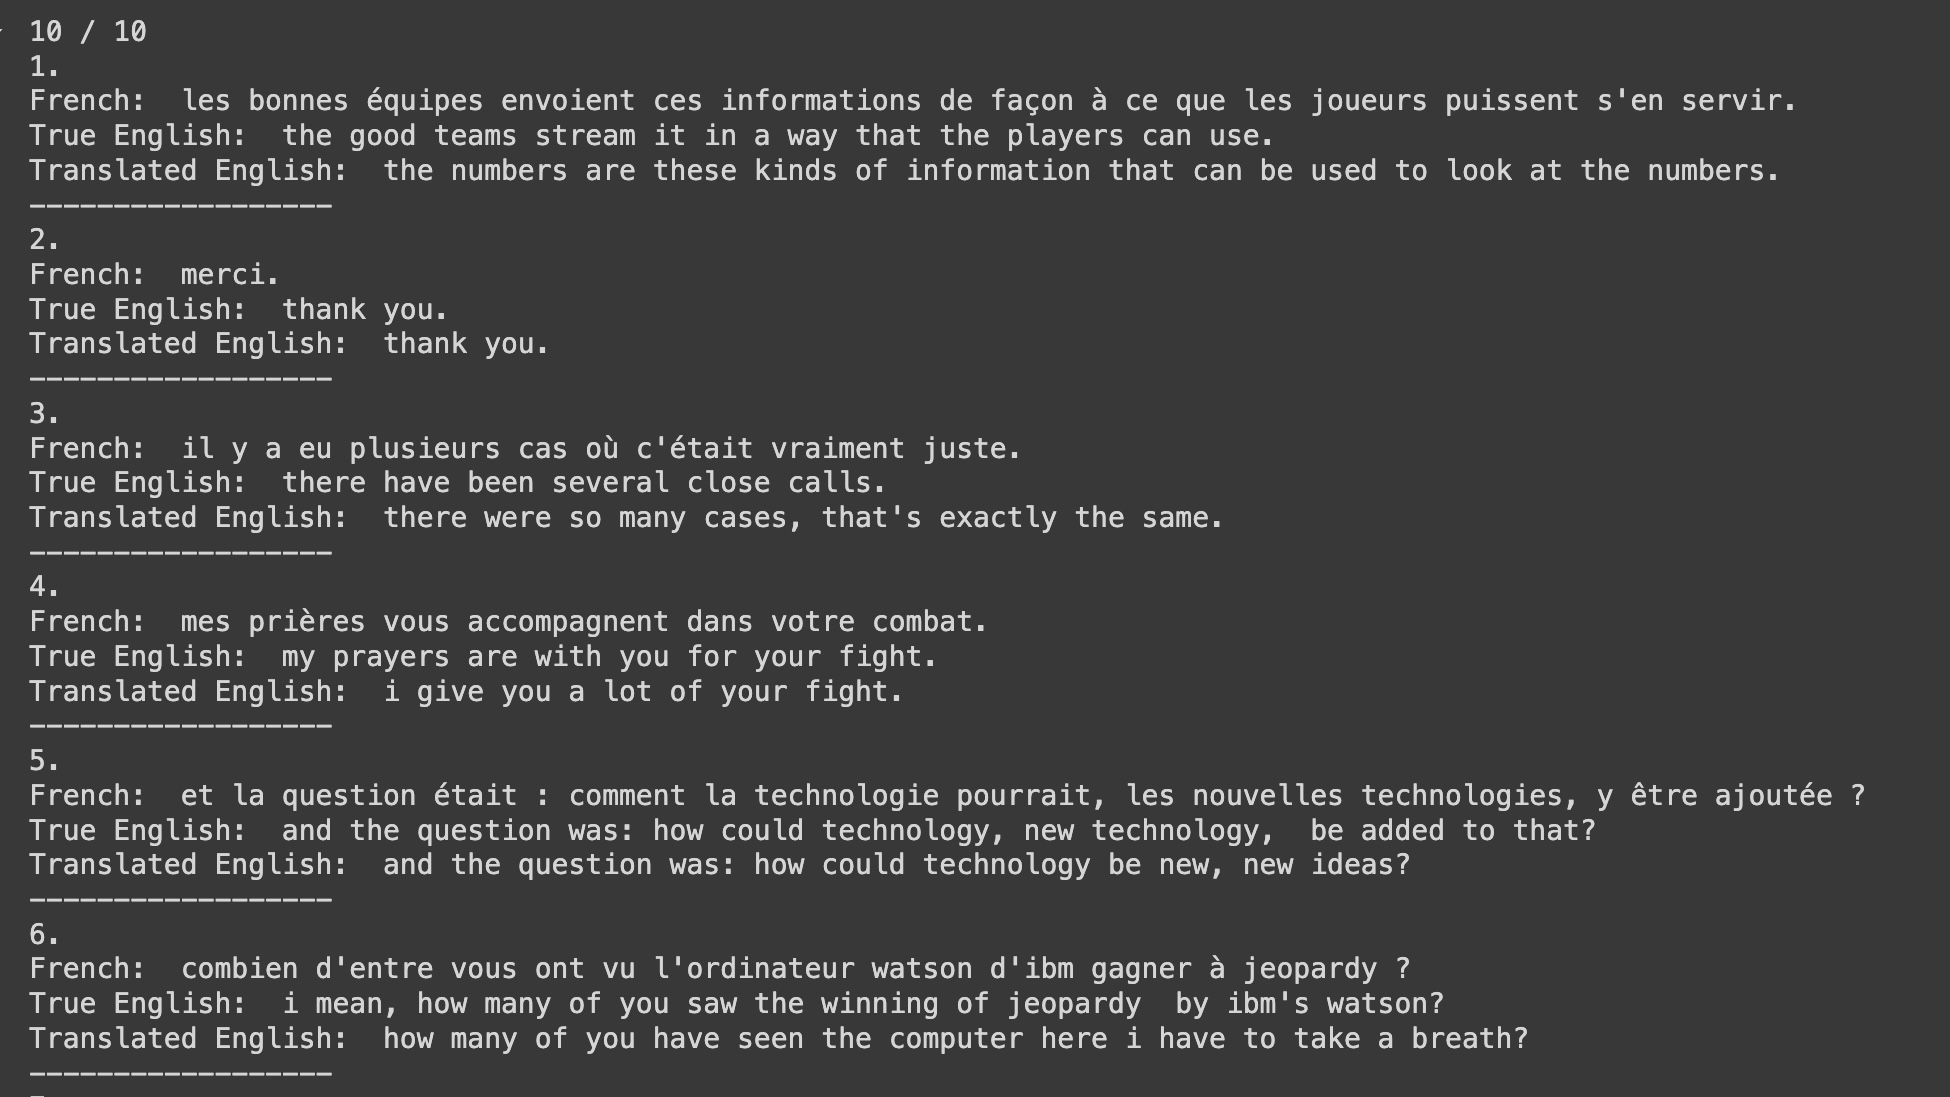 10 / 10
1.
French:  les bonnes équipes envoient ces informations de façon à ce que les joueurs puissent s'en servir.
True English:  the good teams stream it in a way that the players can use.
Translated English:  the numbers are these kinds of information that can be used to look at the numbers.
------------------
2.
French:  merci.
True English:  thank you.
Translated English:  thank you.
------------------
3.
French:  il y a eu plusieurs cas où c'était vraiment juste.
True English:  there have been several close calls.
Translated English:  there were so many cases, that's exactly the same.
------------------
4.
French:  mes prières vous accompagnent dans votre combat.
True English:  my prayers are with you for your fight.
Translated English:  i give you a lot of your fight.
------------------
5.
French:  et la question était : comment la technologie pourrait, les nouvelles technologies, y être ajoutée ?
True English:  and the question was: how could technology, new technology,  be added to that?
Translated English:  and the question was: how could technology be new, new ideas?
------------------
6.
French:  combien d'entre vous ont vu l'ordinateur watson d'ibm gagner à jeopardy ?
True English:  i mean, how many of you saw the winning of jeopardy  by ibm's watson?
Translated English:  how many of you have seen the computer here i have to take a breath?
------------------